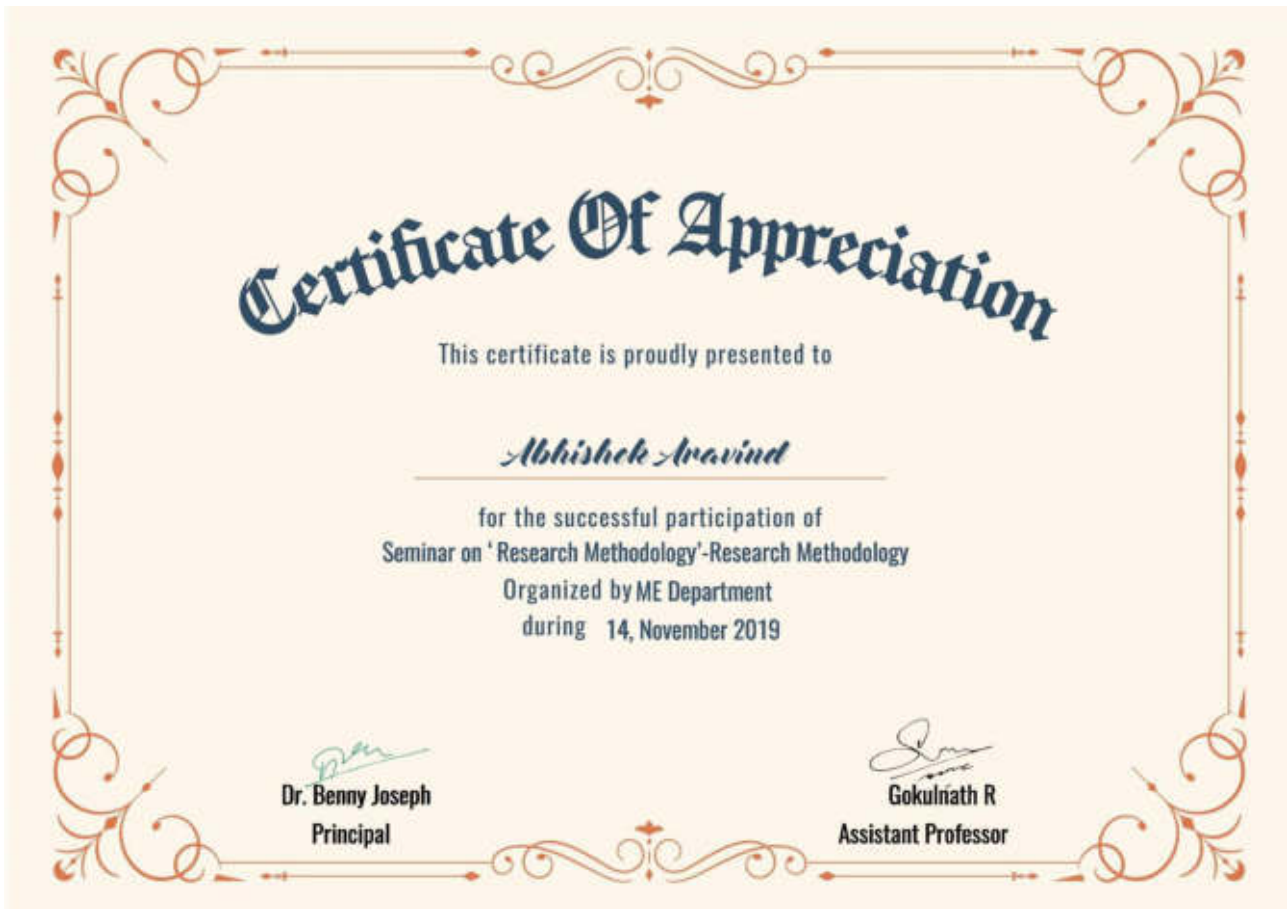 Certificate Of Appreciation
This certificate is proudly presented to
Abhishek Aravind
for the successful participation of
Seminar on ' Research Methodology'-Research Methodology
Organized by ME Department
during 14, November 2019
Dr. Benny Joseph
Principal
Gokulnath R
Assistant Professor